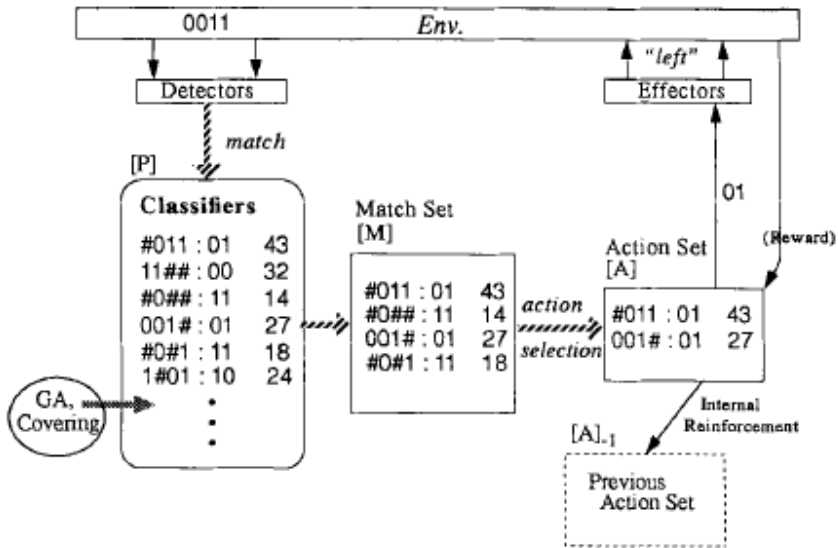 0011 Env.
"left"
Detectors
Effectors
match
[P]
Classifiers
#011 : 01 43
11## : 00 32
#0## : 11 14
001# : 01 27
#0#1 : 11 18
1#01 : 10 24
GA,
Covering
Match Set
[M]
#011 : 01 43
#0## : 11 14
001# : 01 27
#0#1 : 11 18
action
selection
01
(Reward)
Action Set
[A]
#011 : 01 43
001# : 01 27
Internal
Reinforcement
[A]-1
Previous
Action Set